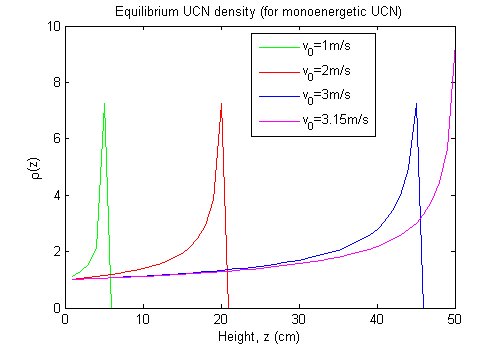 Equilibrium UCN density (for monoenergetic UCN)
10
8
6
4
2
0
ρ(z)
v0=1m/s
v0=2m/s
v0=3m/s
v0=3.15m/s
0 10 20 30 40 50
Height, z (cm)